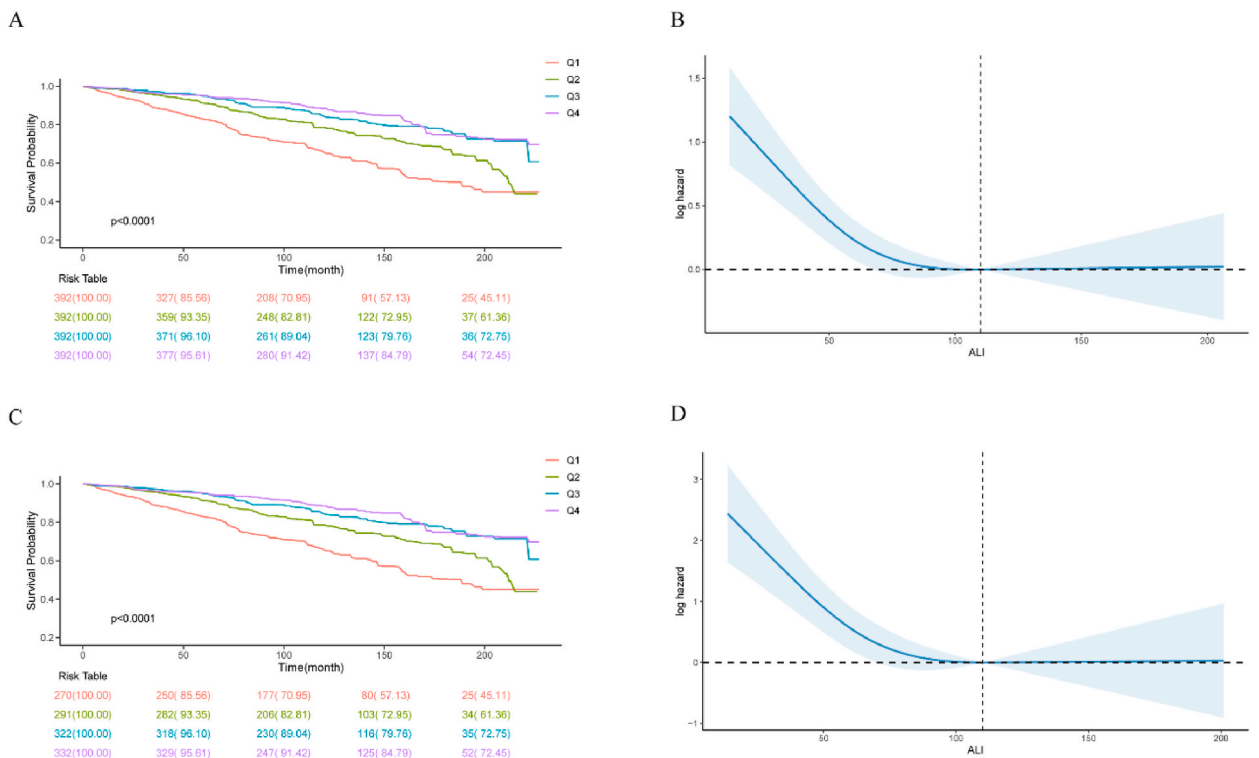 A
Q1
Q2
Q3
Q4
1.0
0.8
0.6
0.4
0.2
Survival Probability
p<0.0001
0 50 100 150 200
Time(month)
Risk Table
392(100.00) 327( 85.56) 208( 70.95) 91( 57.13) 25( 45.11)
392(100.00) 359( 93.35) 248( 82.81) 122( 72.95) 37( 61.36)
392(100.00) 371( 96.10) 261( 89.04) 123( 79.76) 36( 72.75)
392(100.00) 377( 95.61) 280( 91.42) 137( 84.79) 54( 72.45)
B
1.5
1.0
0.5
0.0
log hazard
50 100 150 200
ALI
C
Q1
Q2
Q3
Q4
1.0
0.8
0.6
0.4
0.2
Survival Probability
p<0.0001
0 50 100 150 200
Time(month)
Risk Table
270(100.00) 250( 85.56) 177( 70.95) 80( 57.13) 25( 45.11)
291(100.00) 282( 93.35) 206( 82.81) 103( 72.95) 34( 61.36)
322(100.00) 318( 96.10) 230( 89.04) 116( 79.76) 35( 72.75)
332(100.00) 329( 95.61) 247( 91.42) 125( 84.79) 52( 72.45)
D
3
2
1
0
−1
log hazard
50 100 150 200
ALI